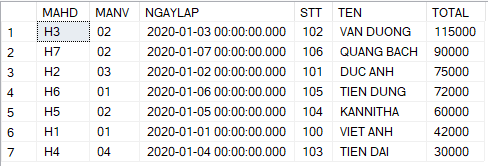 MAHD MANV NGAYLAP STT TEN TOTAL
1 H3 02 2020-01-03 00:00:00.000 102 VAN DUONG 115000
2 H7 02 2020-01-07 00:00:00.000 106 QUANG BACH 90000
3 H2 03 2020-01-02 00:00:00.000 101 DUC ANH 75000
4 H6 01 2020-01-06 00:00:00.000 105 TIEN DUNG 72000
5 H5 02 2020-01-05 00:00:00.000 104 KANNITHA 60000
6 H1 01 2020-01-01 00:00:00.000 100 VIET ANH 42000
7 H4 04 2020-01-04 00:00:00.000 103 TIEN DAI 30000